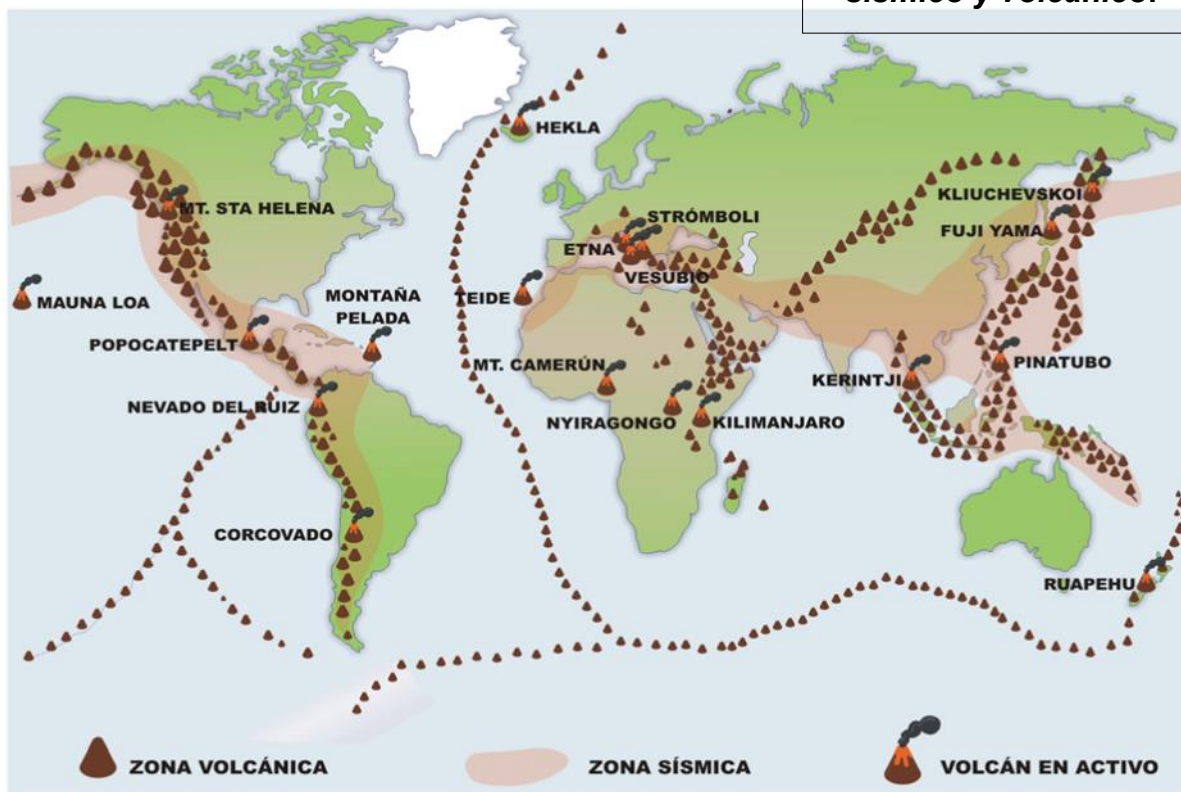 sísmicos y volcánicos.
HEKLA
MT. STA HELENA
STRÓMBOLI
KLIUCHEVSKOI
ETNA
FUJI YAMA
VESUBIO
MAUNA LOA
MONTAÑA
PELADA
TEIDE
POPOCATEPELT
MT. CAMERÚN
PINATUBO
KERINTJI
NEVADO DEL RUIZ
NYIRAGONGO
KILIMANJARO
CORCOVADO
RUAPEHU
ZONA VOLCÁNICA
ZONA SÍSMICA
VOLCÁN EN ACTIVO